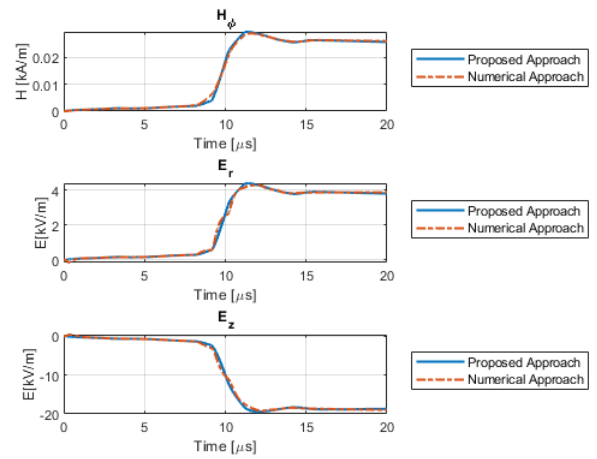 H_ϕ
0.02
0.01
0
H [kA/m]
0 5 10 15 20
Time [μs]
Proposed Approach
Numerical Approach
E_r
4
2
0
E[kV/m]
0 5 10 15 20
Time [μs]
Proposed Approach
Numerical Approach
E_z
0
-10
-20
E[kV/m]
0 5 10 15 20
Time [μs]
Proposed Approach
Numerical Approach